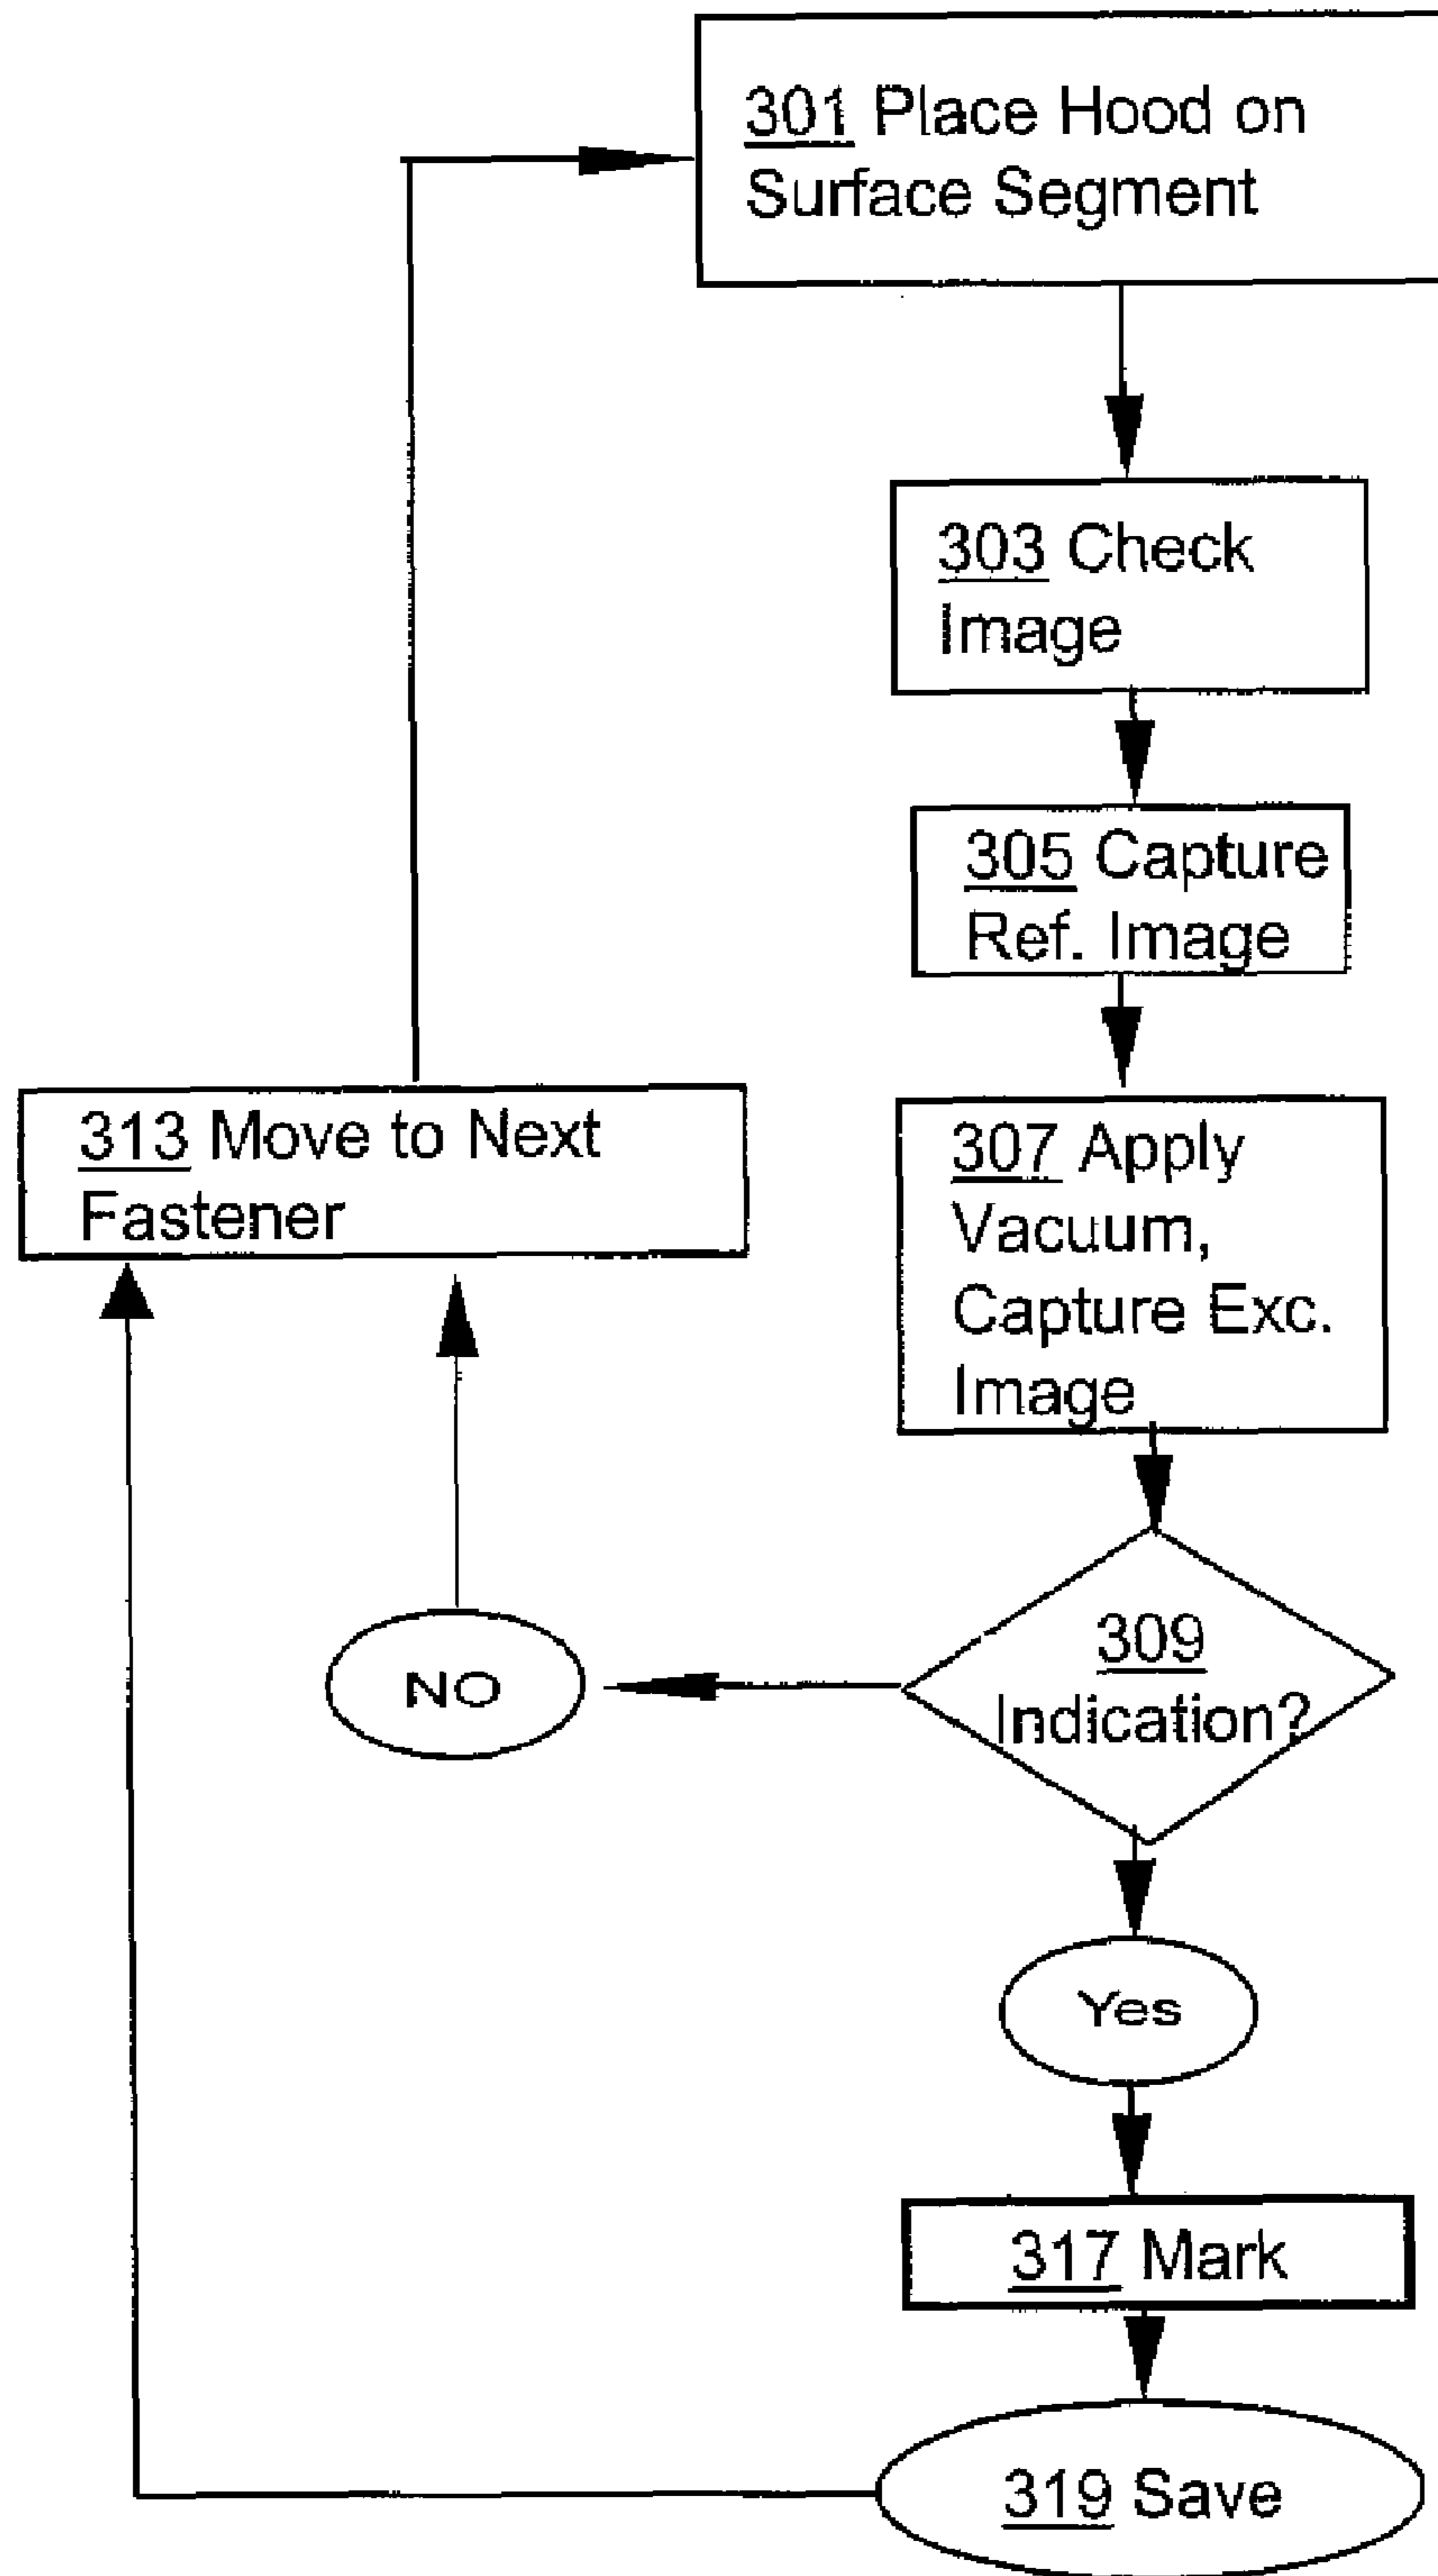 301 Place Hood on
Surface Segment
303 Check
Image
305 Capture
Ref. Image
313 Move to Next
Fastener
307 Apply
Vacuum,
Capture Exc.
Image
309
Indication?
NO
Yes
317 Mark
319 Save